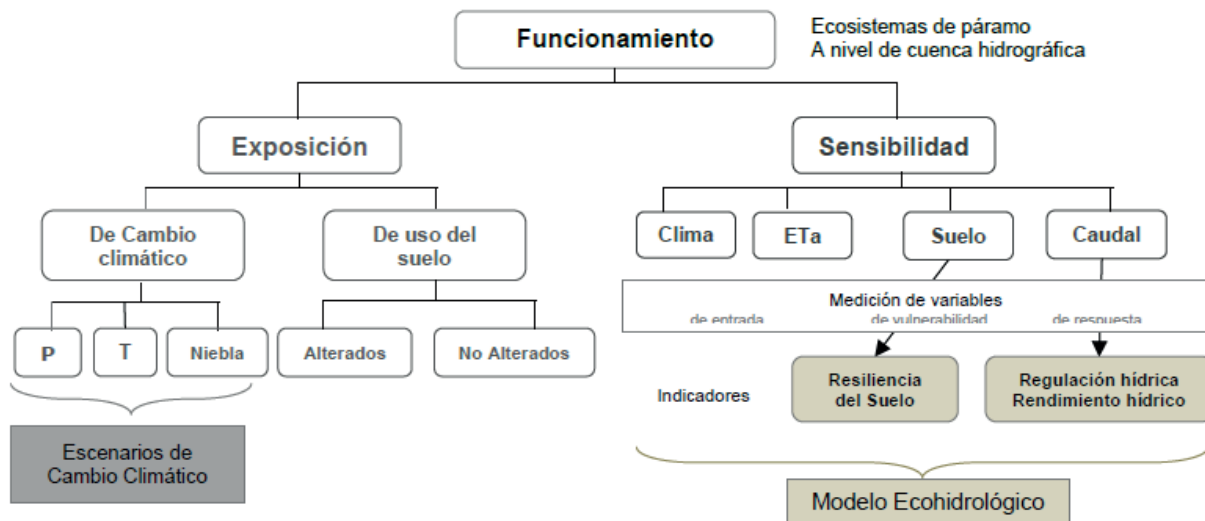 Funcionamiento
Ecosistemas de páramo
A nivel de cuenca hidrográfica
Exposición
Sensibilidad
De Cambio
climático
De uso del
suelo
Clima
ETa
Suelo
Caudal
Medición de variables
de entrada
de vulnerabilidad
de respuesta
P
T
Niebla
Alterados
No Alterados
Indicadores
Resiliencia
del Suelo
Regulación hídrica
Rendimiento hídrico
Escenarios de
Cambio Climático
Modelo Ecohidrológico